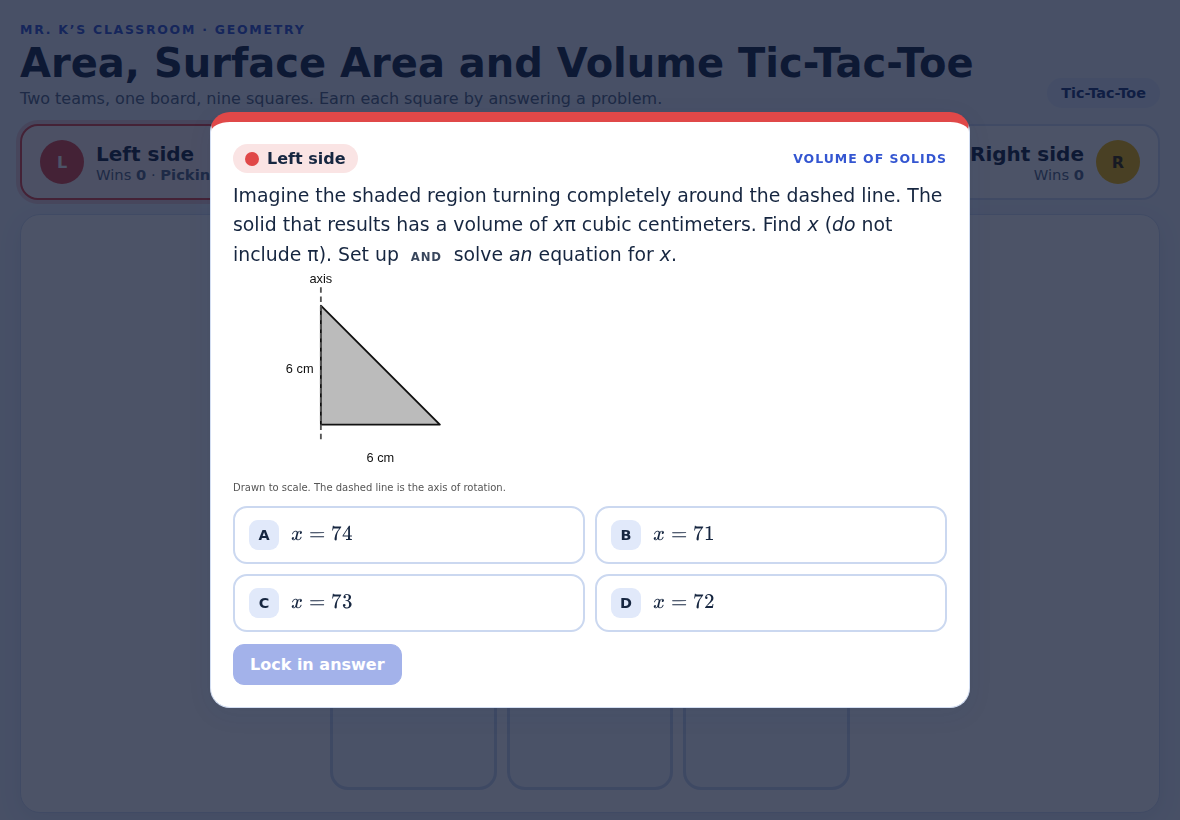 MR. K’S CLASSROOM · GEOMETRY
Area, Surface Area and Volume Tic-Tac-Toe
Two teams, one board, nine squares. Earn each square by answering a problem.
Tic-Tac-Toe
L
Left side
Wins 0 · Pickin
Right side
Wins 0
R
Left side
VOLUME OF SOLIDS
Imagine the shaded region turning completely around the dashed line. The
solid that results has a volume of xπ cubic centimeters. Find x (do not
include π). Set up AND solve an equation for x.
axis
6 cm
6 cm
Drawn to scale. The dashed line is the axis of rotation.
A x = 74
B x = 71
C x = 73
D x = 72
Lock in answer